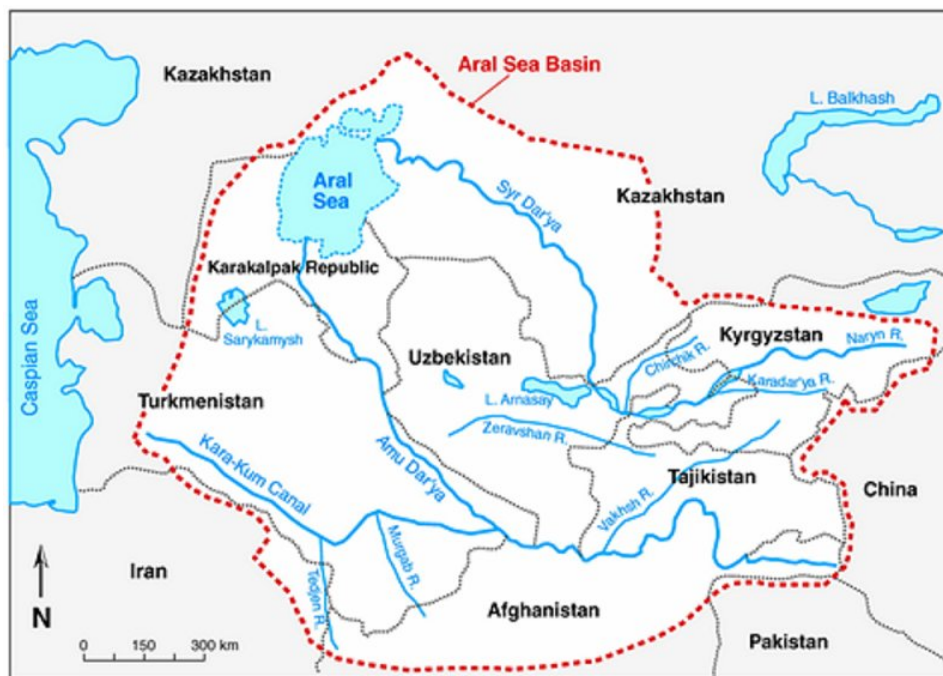 Kazakhstan
Aral Sea Basin
L. Balkhash
Aral
Sea
Syr Dar'ya
Kazakhstan
Karakalpak Republic
Caspian Sea
L.
Sarykamysh
Uzbekistan
Chirchik R.
Kyrgyzstan
Naryn R.
Karadar'ya R.
L. Arnasay
Turkmenistan
Zeravshan R.
Kara-Kum Canal
Amu Dar'ya
Vakhsh R.
Tajikistan
China
Iran
Tedjen R.
Murgab R.
Afghanistan
Pakistan
N
0 150 300 km